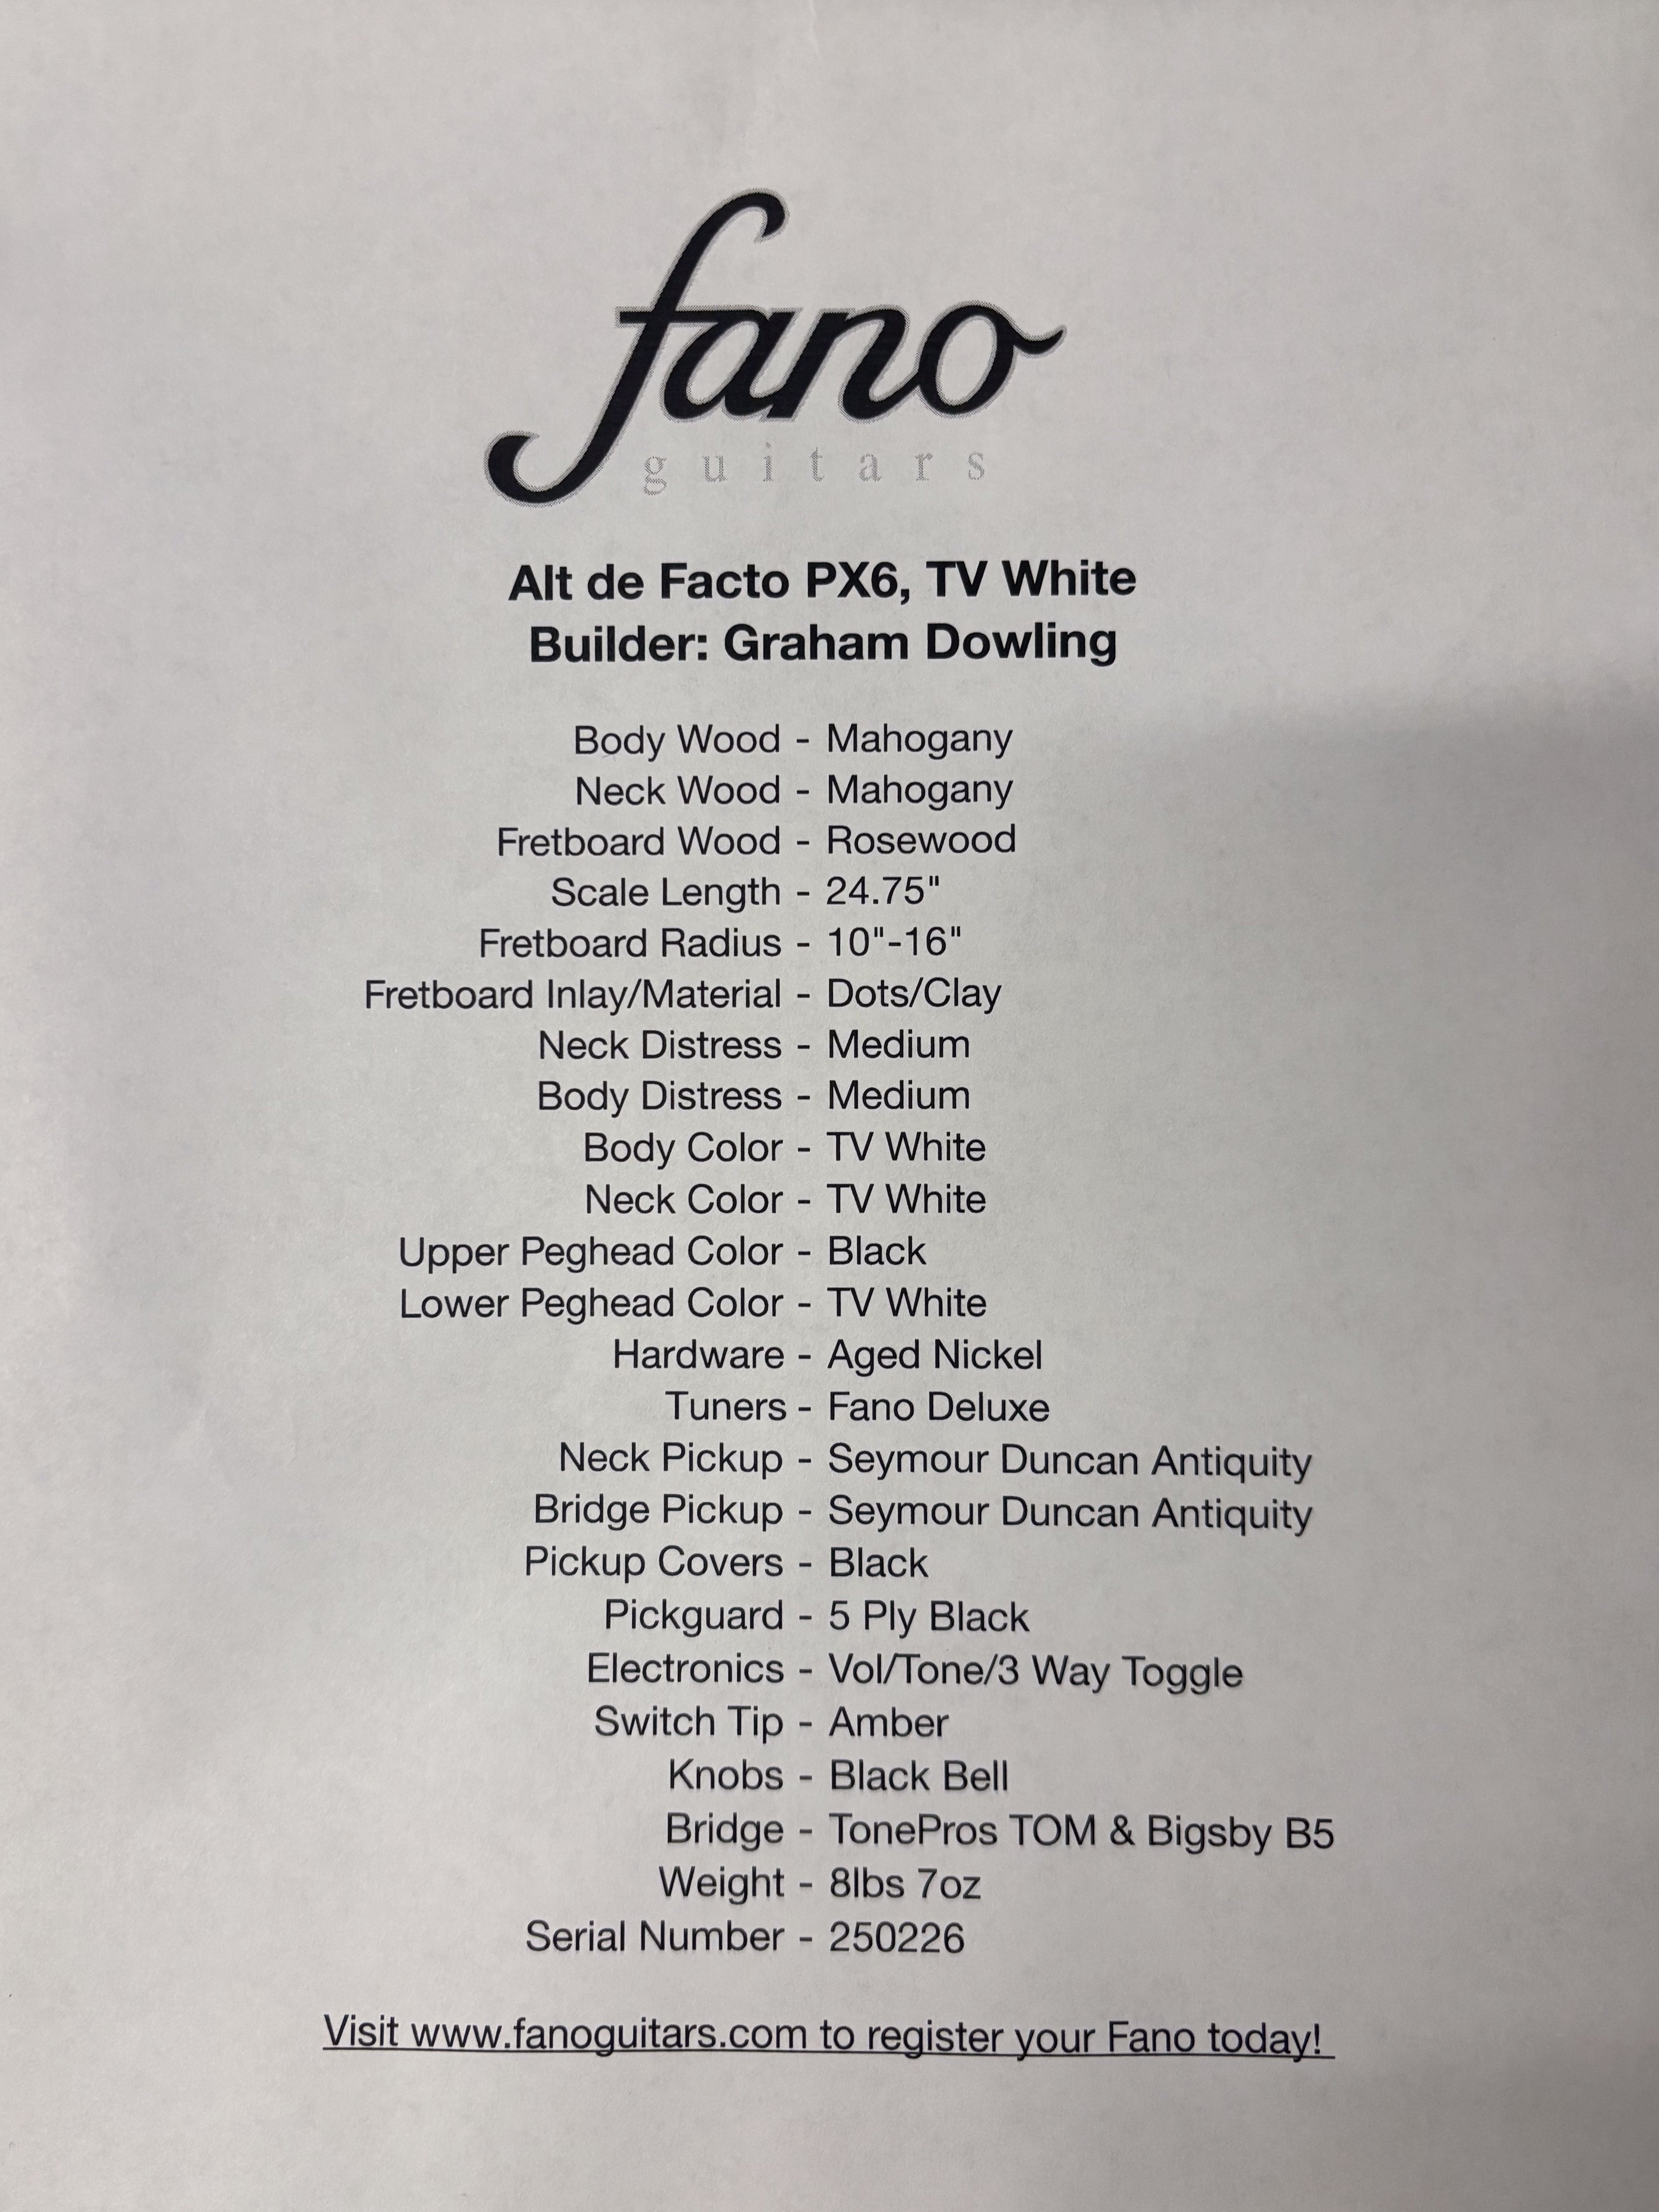 fano
guitars
Alt de Facto PX6, TV White
Builder: Graham Dowling
Body Wood - Mahogany
Neck Wood - Mahogany
Fretboard Wood - Rosewood
Scale Length - 24.75"
Fretboard Radius - 10"-16"
Fretboard Inlay/Material - Dots/Clay
Neck Distress - Medium
Body Distress - Medium
Body Color - TV White
Neck Color - TV White
Upper Peghead Color - Black
Lower Peghead Color - TV White
Hardware - Aged Nickel
Tuners - Fano Deluxe
Neck Pickup - Seymour Duncan Antiquity
Bridge Pickup - Seymour Duncan Antiquity
Pickup Covers - Black
Pickguard - 5 Ply Black
Electronics - Vol/Tone/3 Way Toggle
Switch Tip - Amber
Knobs - Black Bell
Bridge - TonePros TOM & Bigsby B5
Weight - 8lbs 7oz
Serial Number - 250226
Visit www.fanoguitars.com to register your Fano today!